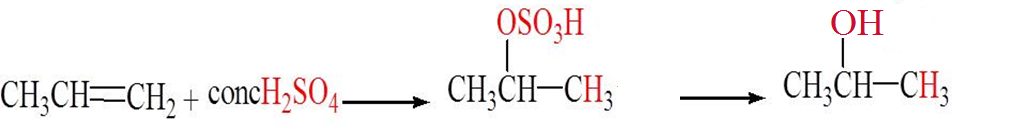 OSO₃H
CH₃CH=CH₂ + concH₂SO₄ → CH₃CH—CH₃ →
OH
CH₃CH—CH₃